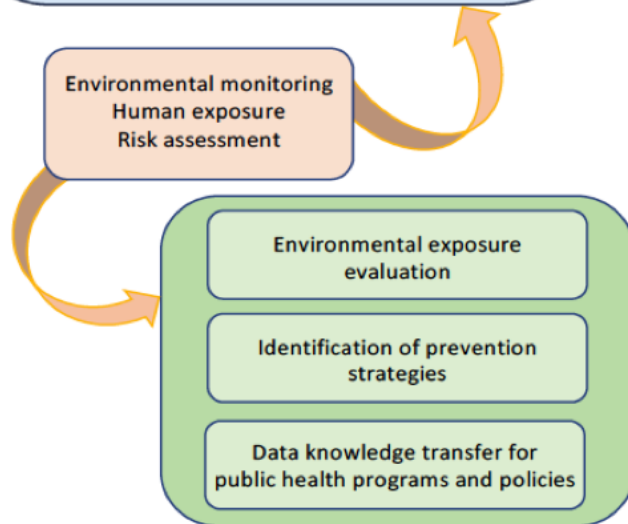 Environmental monitoring
Human exposure
Risk assessment
Environmental exposure
evaluation
Identification of prevention
strategies
Data knowledge transfer for
public health programs and policies